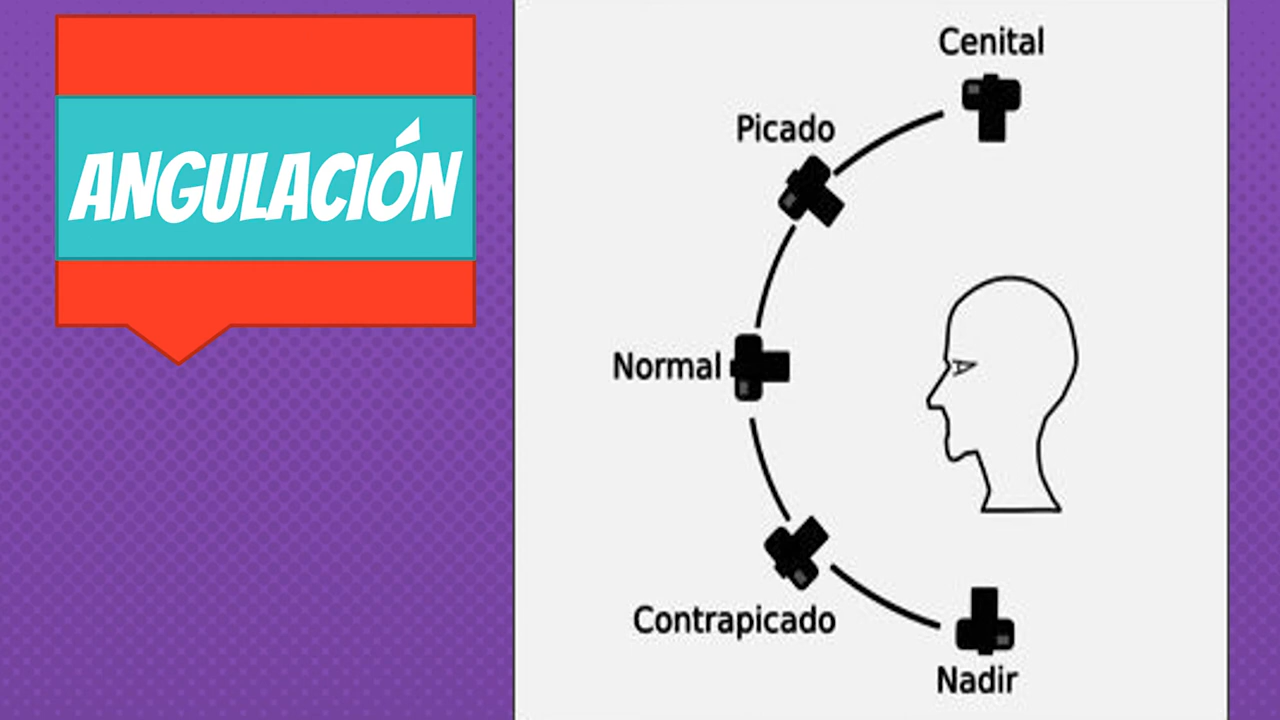 ANGULACIÓN
Cenital
Picado
Normal
Contrapicado
Nadir